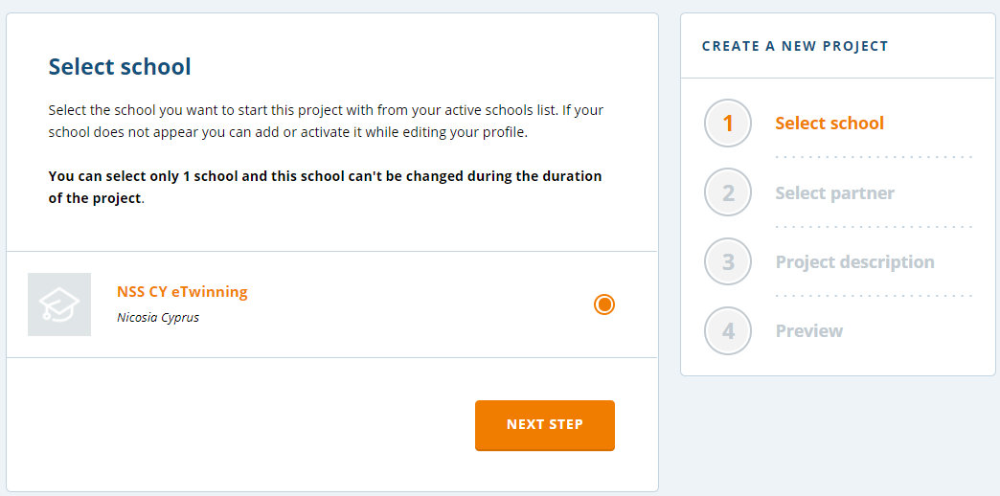 Select school
Select the school you want to start this project with from your active schools list. If your
school does not appear you can add or activate it while editing your profile.
You can select only 1 school and this school can't be changed during the duration
of the project.
NSS CY eTwinning
Nicosia Cyprus
NEXT STEP
CREATE A NEW PROJECT
1 Select school
2 Select partner
3 Project description
4 Preview